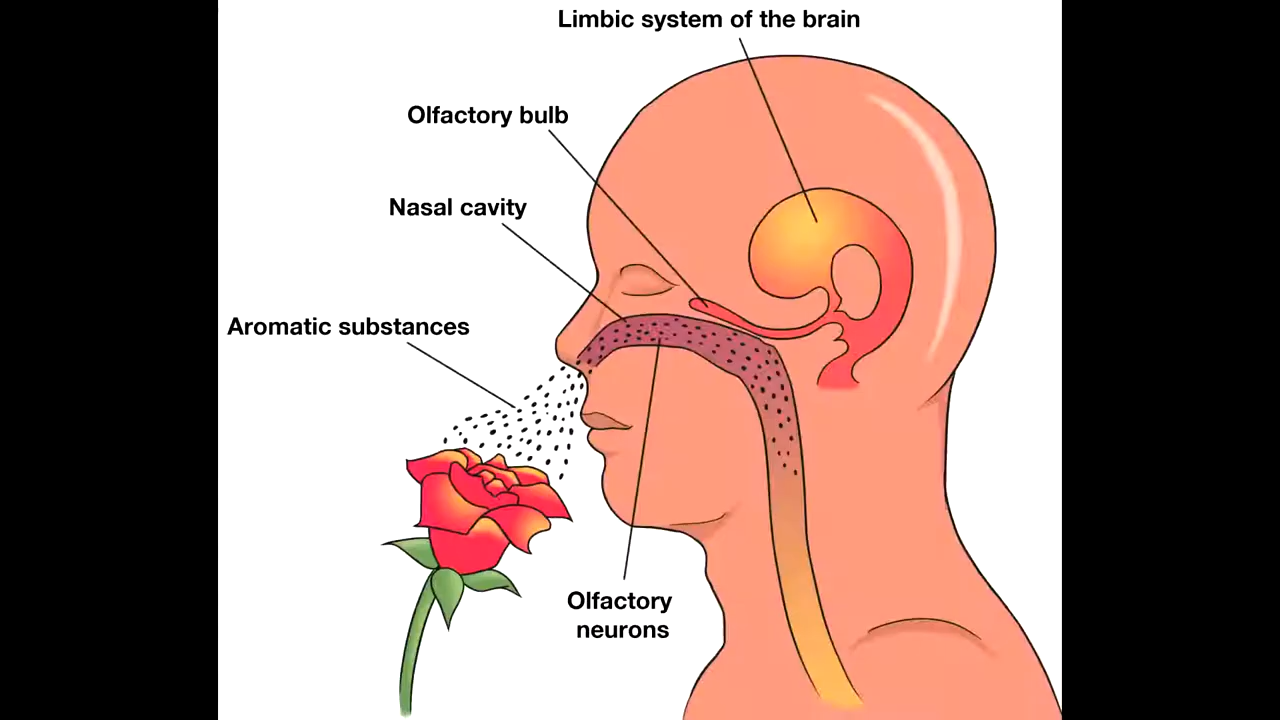 Limbic system of the brain
Olfactory bulb
Nasal cavity
Aromatic substances
Olfactory
neurons